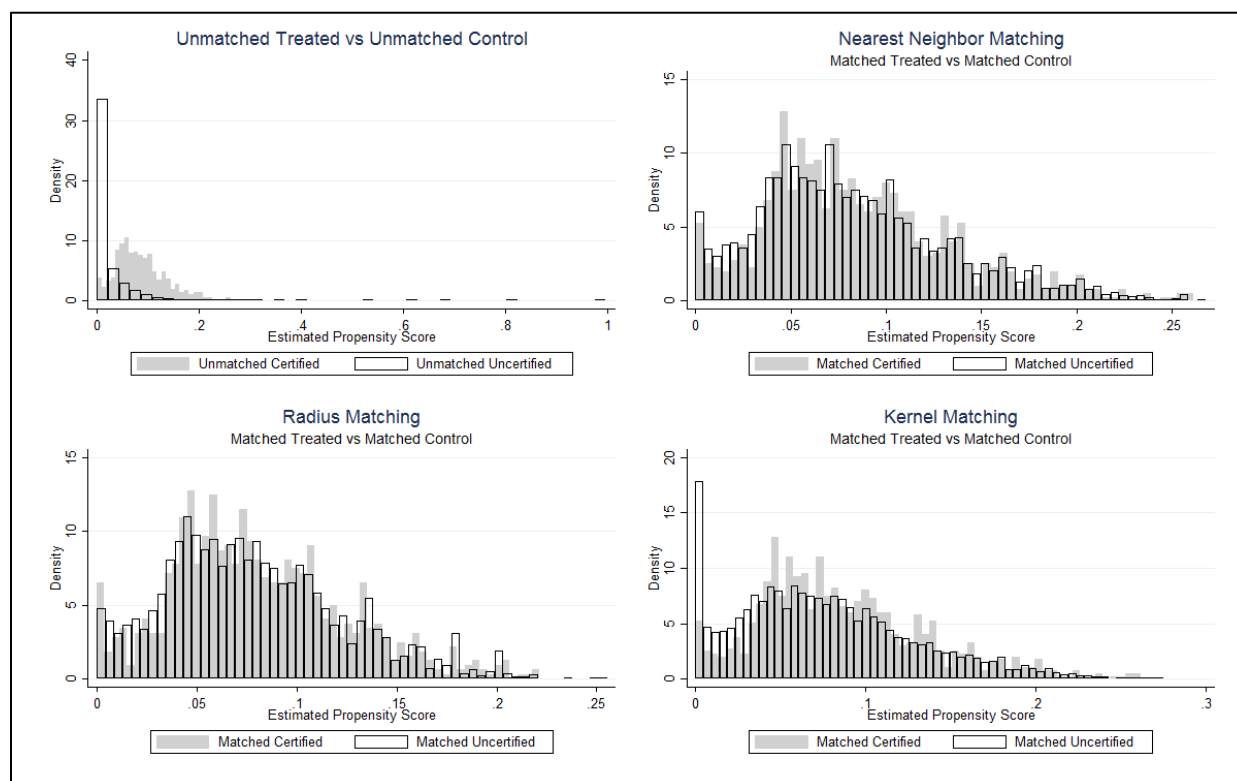 Unmatched Treated vs Unmatched Control
Density
40
30
20
10
0
0 .2 .4 .6 .8 1
Estimated Propensity Score
Unmatched Certified Unmatched Uncertified
Nearest Neighbor Matching
Matched Treated vs Matched Control
Density
15
10
5
0
0 .05 .1 .15 .2 .25
Estimated Propensity Score
Matched Certified Matched Uncertified
Radius Matching
Matched Treated vs Matched Control
Density
15
10
5
0
0 .05 .1 .15 .2 .25
Estimated Propensity Score
Matched Certified Matched Uncertified
Kernel Matching
Matched Treated vs Matched Control
Density
20
15
10
5
0
0 .1 .2 .3
Estimated Propensity Score
Matched Certified Matched Uncertified